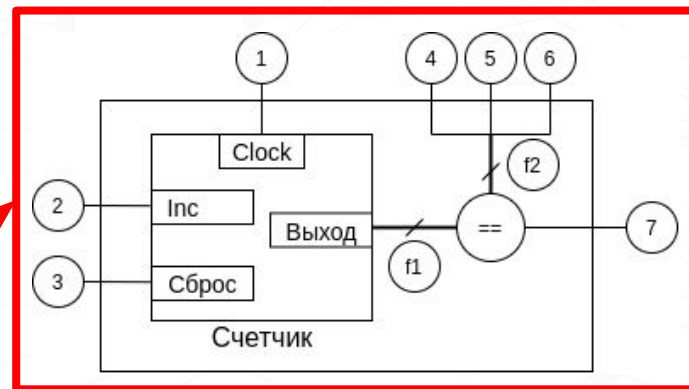 1 4 5 6
Clock
f2
2 Inc
Выход == 7
f1
3 Сброс
Счетчик